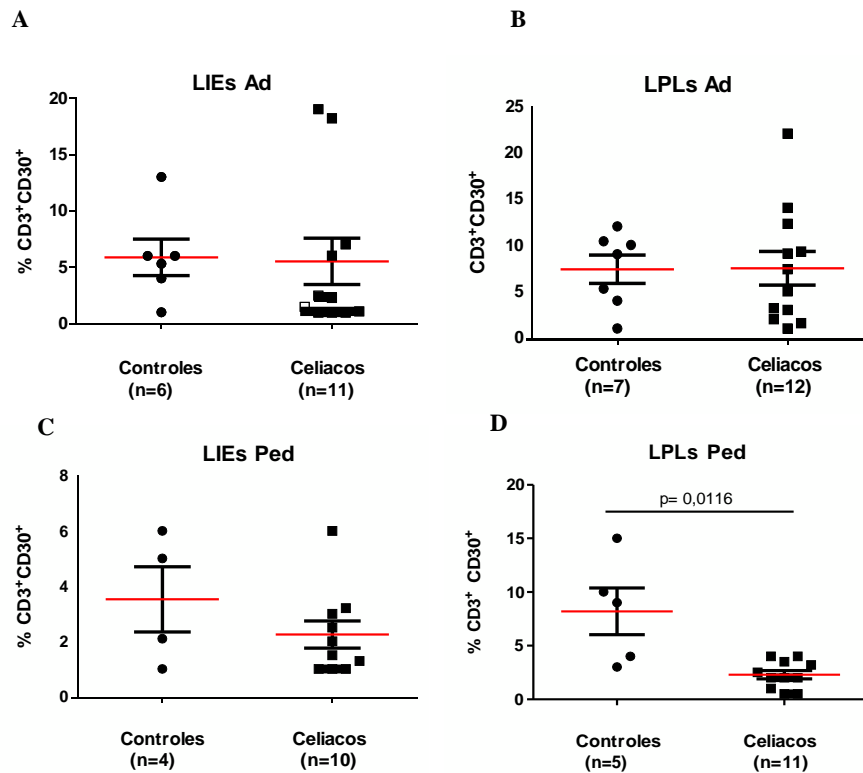 A
LIEs Ad
% CD3⁺CD30⁺
20
15
10
5
0
Controles
(n=6)
Celiacos
(n=11)
B
LPLs Ad
CD3⁺CD30⁺
25
20
15
10
5
0
Controles
(n=7)
Celiacos
(n=12)
C
LIEs Ped
% CD3⁺CD30⁺
8
6
4
2
0
Controles
(n=4)
Celiacos
(n=10)
D
LPLs Ped
% CD3⁺ CD30⁺
20
15
10
5
0
p= 0,0116
Controles
(n=5)
Celiacos
(n=11)